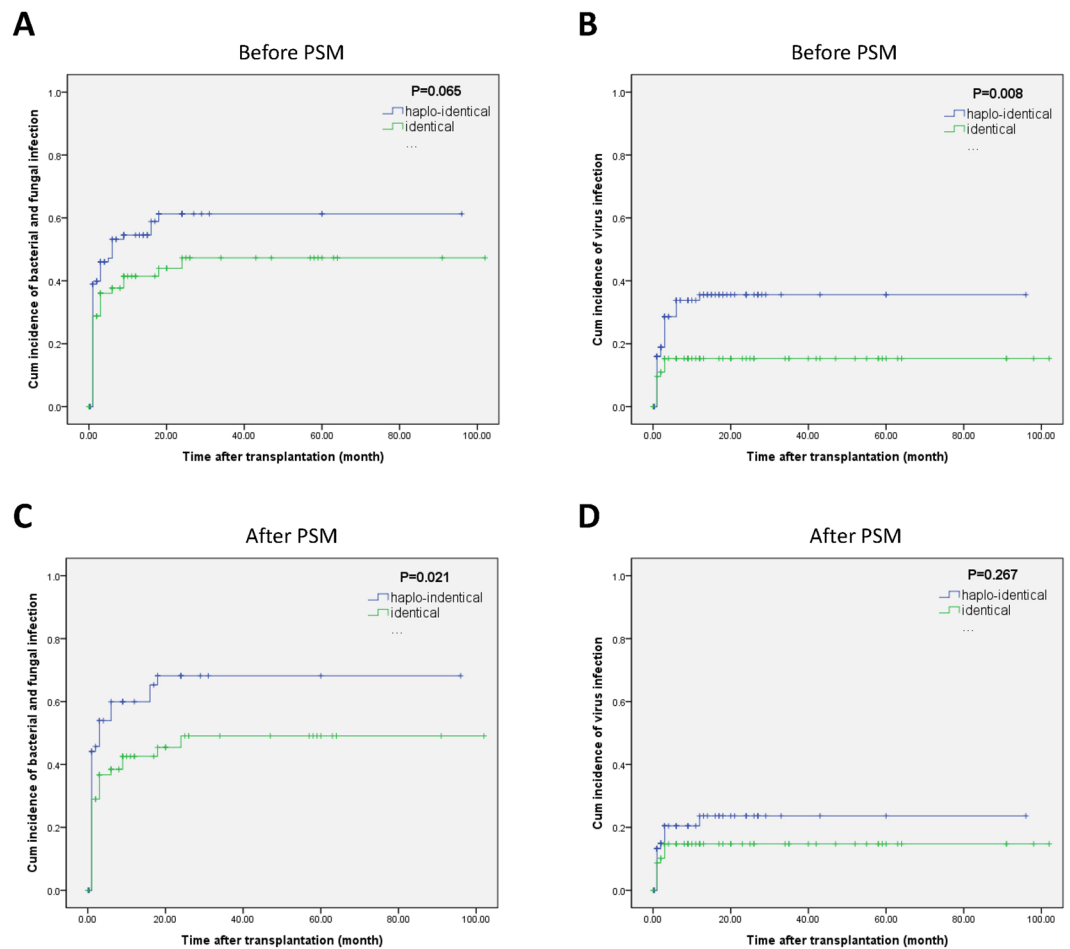 A
Before PSM
P=0.065
haplo-identical
identical
...
Cum incidence of bacterial and fungal infection
1.0
0.8
0.6
0.4
0.2
0.0
0.00 20.00 40.00 60.00 80.00 100.00
Time after transplantation (month)
B
Before PSM
P=0.008
haplo-identical
identical
...
Cum incidence of virus infection
1.0
0.8
0.6
0.4
0.2
0.0
0.00 20.00 40.00 60.00 80.00 100.00
Time after transplantation (month)
C
After PSM
P=0.021
haplo-indentical
identical
...
Cum incidence of bacterial and fungal infection
1.0
0.8
0.6
0.4
0.2
0.0
0.00 20.00 40.00 60.00 80.00 100.00
Time after transplantation (month)
D
After PSM
P=0.267
haplo-identical
identical
...
Cum incidence of virus infection
1.0
0.8
0.6
0.4
0.2
0.0
0.00 20.00 40.00 60.00 80.00 100.00
Time after transplantation (month)